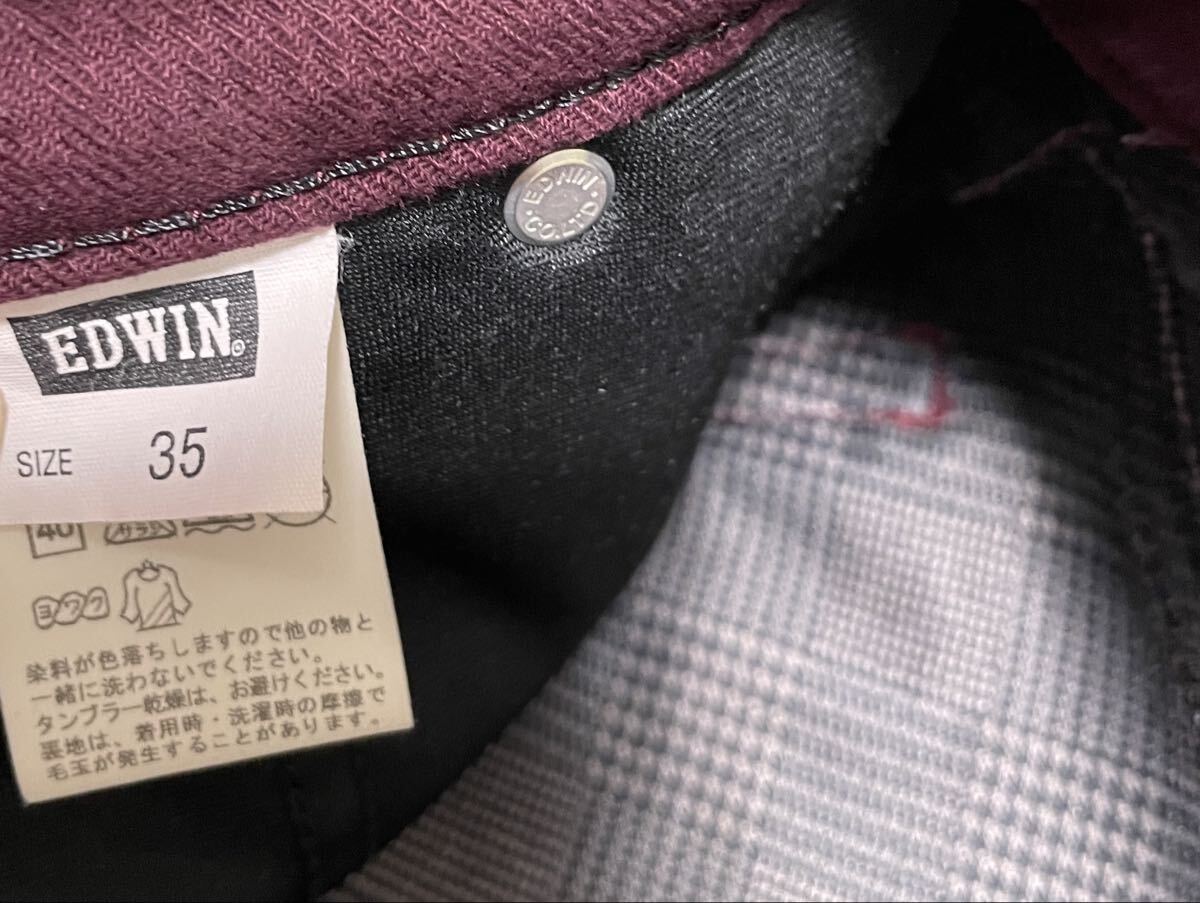 EDWIN
CO.LTD
EDWIN
SIZE 35
40
ヨワク
染料が色落ちしますので他の物と
一緒に洗わないでください。
タンブラー乾燥は、お避けください。
裏地は、着用時・洗濯時の摩擦で
毛玉が発生することがあります。